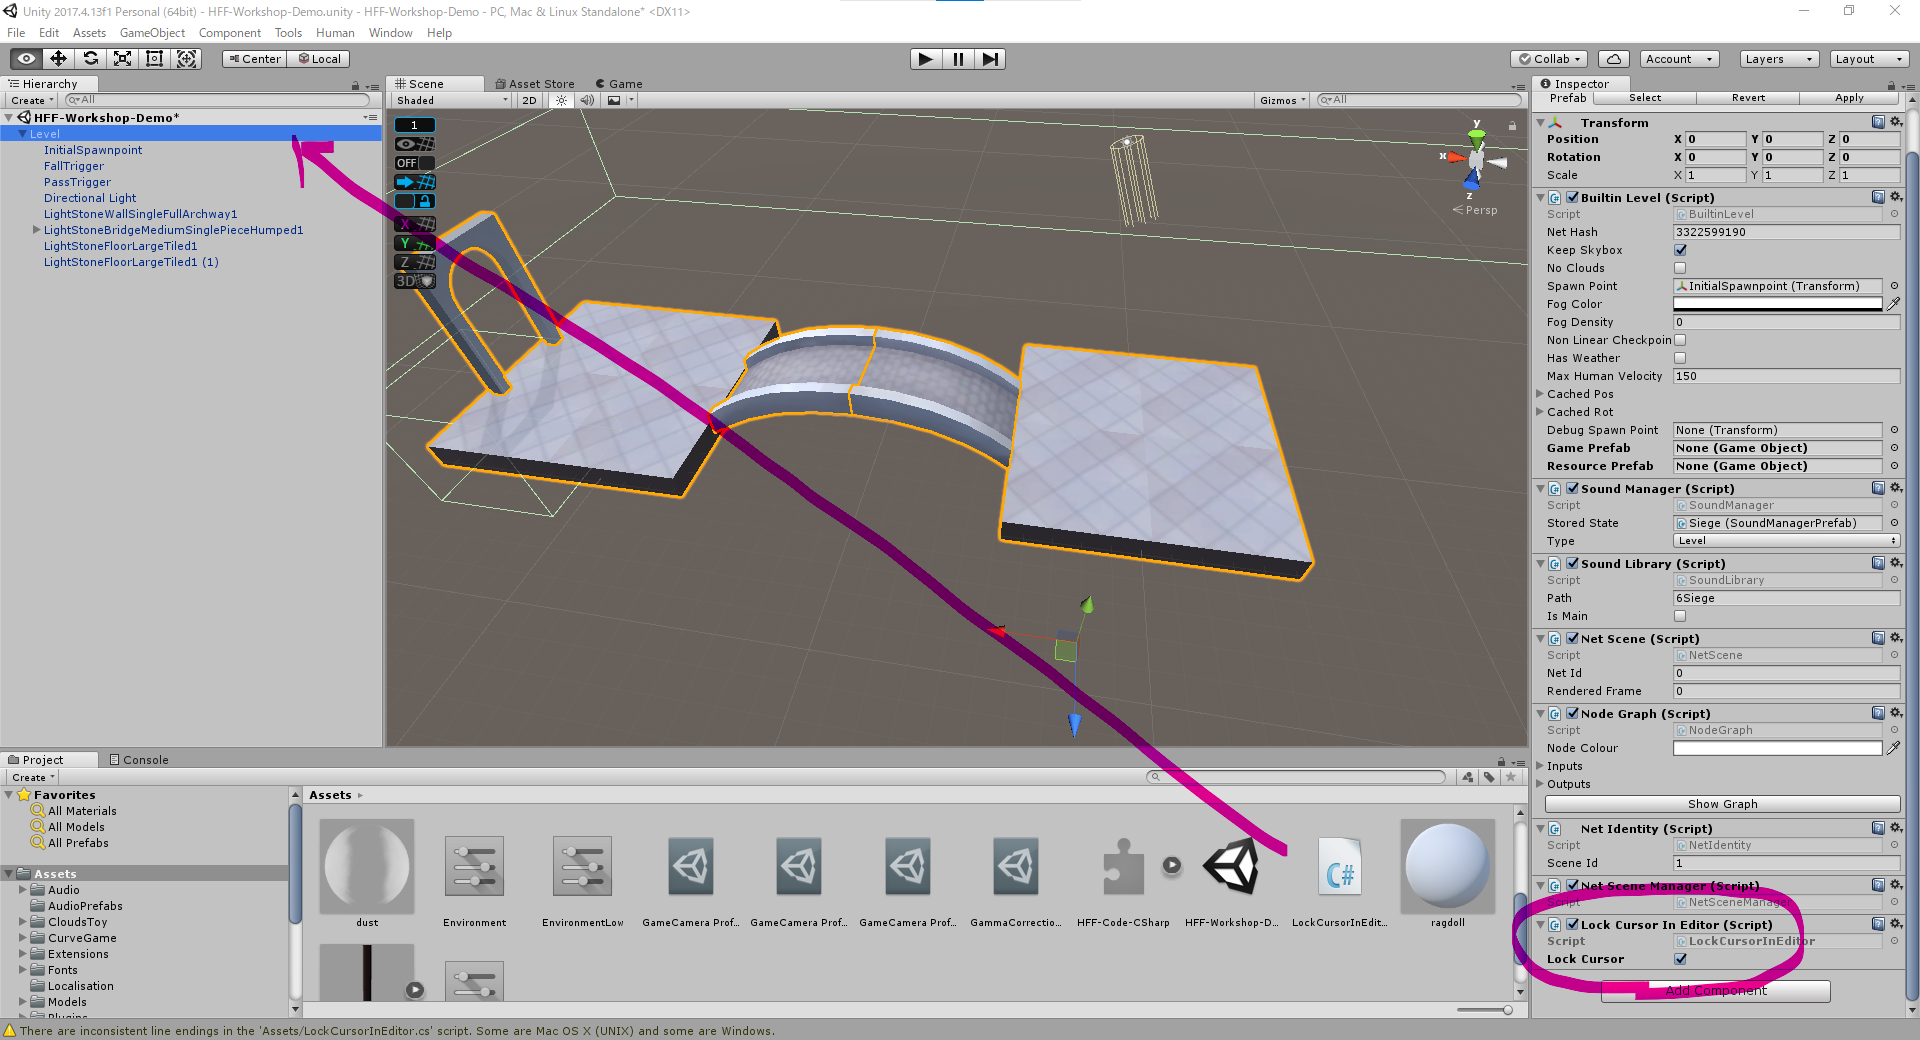 Unity 2017.4.13f1 Personal (64bit) - HFF-Workshop-Demo.unity - HFF-Workshop-Demo - PC, Mac & Linux Standalone* <DX11>
File Edit Assets GameObject Component Tools Human Window Help
Center Local Collab Account Layers Layout
Hierarchy
Create All
HFF-Workshop-Demo*
Level
InitialSpawnpoint
FallTrigger
PassTrigger
Directional Light
LightStoneWallSingleFullArchway1
LightStoneBridgeMediumSinglePieceHumped1
LightStoneFloorLargeTiled1
LightStoneFloorLargeTiled1 (1)
Scene Asset Store Game
Shaded 2D Gizmos All
1
OFF
X
Y
Z
3D
y
x
z
Persp
Inspector
Prefab Select Revert Apply
Transform
Position X 0 Y 0 Z 0
Rotation X 0 Y 0 Z 0
Scale X 1 Y 1 Z 1
Builtin Level (Script)
Script BuiltinLevel
Net Hash 3322599190
Keep Skybox
No Clouds
Spawn Point InitialSpawnpoint (Transform)
Fog Color
Fog Density 0
Non Linear Checkpoin
Has Weather
Max Human Velocity 150
Cached Pos
Cached Rot
Debug Spawn Point None (Transform)
Game Prefab None (Game Object)
Resource Prefab None (Game Object)
Sound Manager (Script)
Script SoundManager
Stored State Siege (SoundManagerPrefab)
Type Level
Sound Library (Script)
Script SoundLibrary
Path 6Siege
Is Main
Net Scene (Script)
Script NetScene
Net Id 0
Rendered Frame 0
Node Graph (Script)
Script NodeGraph
Node Colour
Inputs
Outputs
Show Graph
Net Identity (Script)
Script NetIdentity
Scene Id 1
Net Scene Manager (Script)
Script NetSceneManager
Lock Cursor In Editor (Script)
Script LockCursorInEditor
Lock Cursor
Add Component
Project Console
Create
Favorites
All Materials
All Models
All Prefabs
Assets
Audio
AudioPrefabs
CloudsToy
CurveGame
Extensions
Fonts
Localisation
Models
Plugins
Assets
dust Environment EnvironmentLow GameCamera Prof... GameCamera Prof... GameCamera Prof... GammaCorrectio... HFF-Code-CSharp HFF-Workshop-D... LockCursorInEdit... ragdoll
C#
There are inconsistent line endings in the 'Assets/LockCursorInEditor.cs' script. Some are Mac OS X (UNIX) and some are Windows.